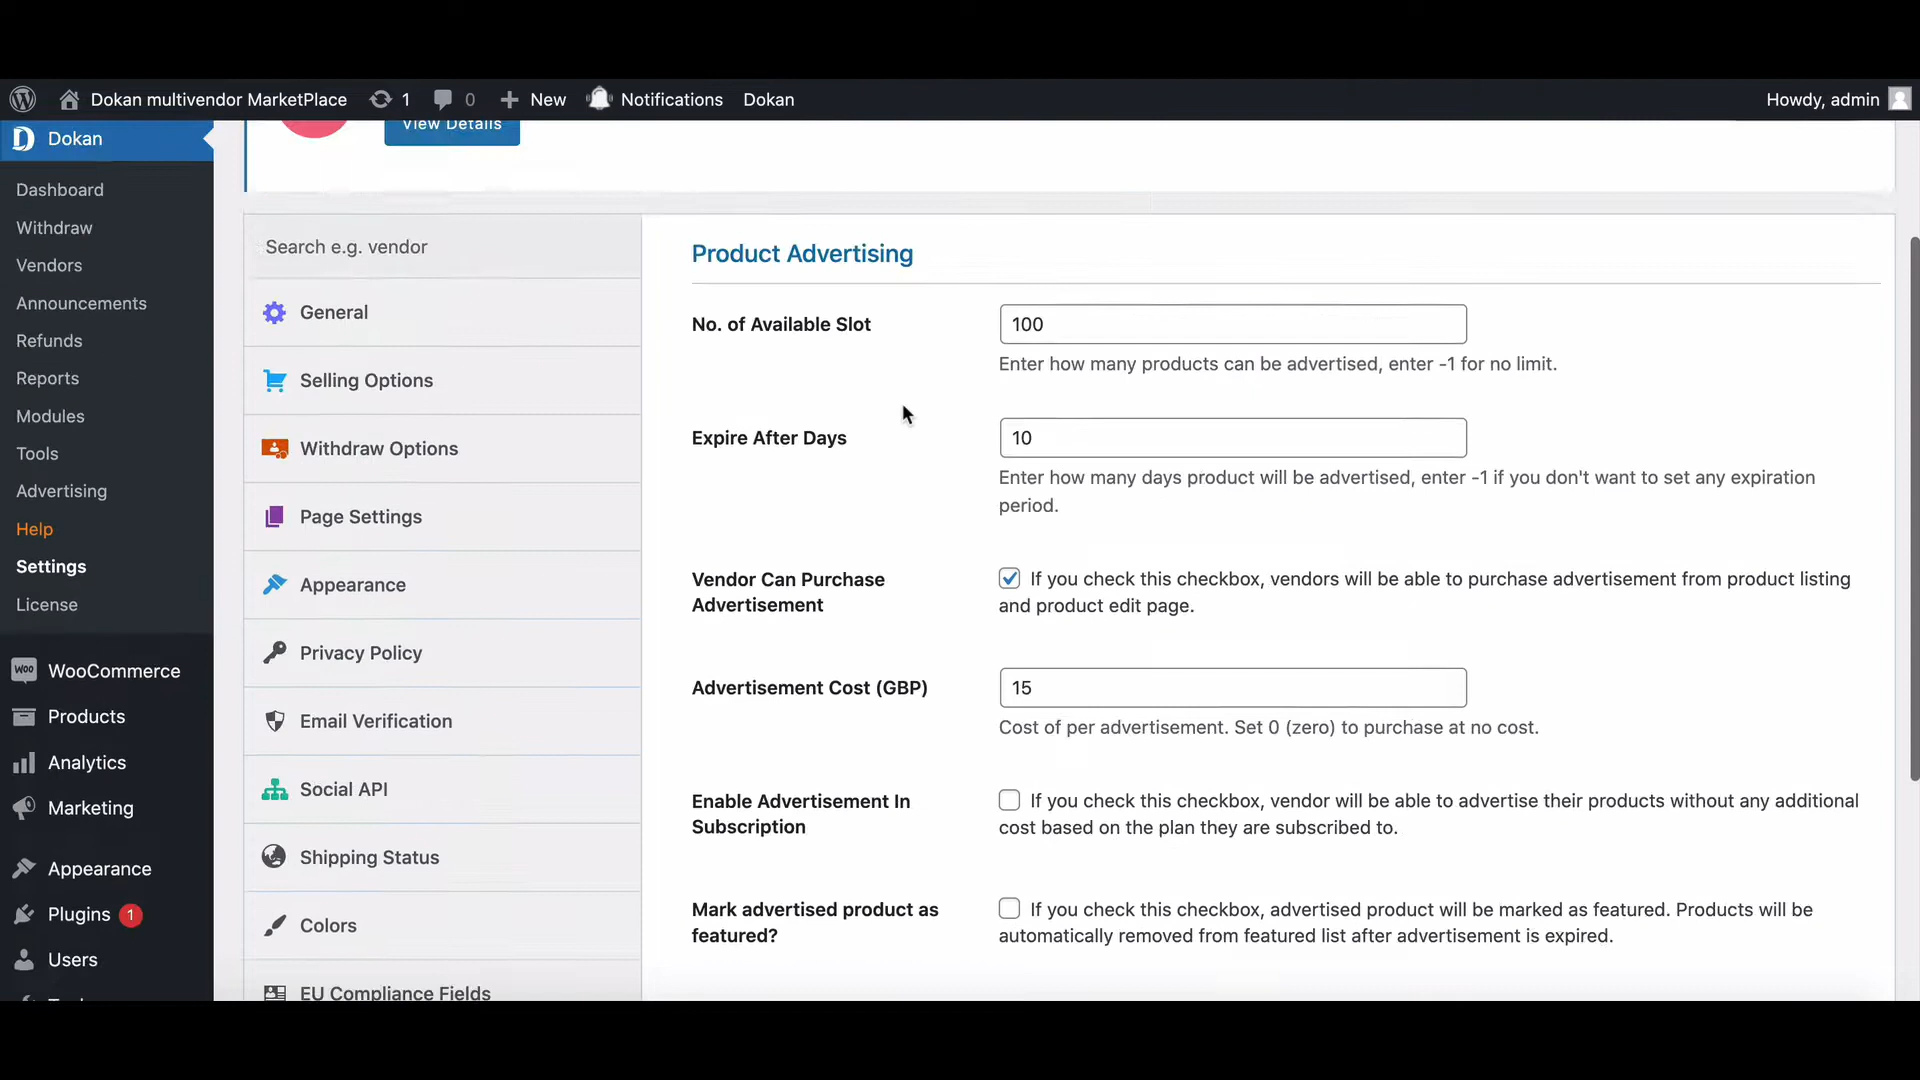 Dokan multivendor MarketPlace 1 0 New Notifications Dokan Howdy, admin
Dokan
Dashboard
Withdraw
Vendors
Announcements
Refunds
Reports
Modules
Tools
Advertising
Help
Settings
License
WOO WooCommerce
Products
Analytics
Marketing
Appearance
Plugins 1
Users
View Details
Search e.g. vendor
General
Selling Options
Withdraw Options
Page Settings
Appearance
Privacy Policy
Email Verification
Social API
Shipping Status
Colors
EU Compliance Fields
Product Advertising
No. of Available Slot
100
Enter how many products can be advertised, enter -1 for no limit.
Expire After Days
10
Enter how many days product will be advertised, enter -1 if you don't want to set any expiration
period.
Vendor Can Purchase
Advertisement
If you check this checkbox, vendors will be able to purchase advertisement from product listing
and product edit page.
Advertisement Cost (GBP)
15
Cost of per advertisement. Set 0 (zero) to purchase at no cost.
Enable Advertisement In
Subscription
If you check this checkbox, vendor will be able to advertise their products without any additional
cost based on the plan they are subscribed to.
Mark advertised product as
featured?
If you check this checkbox, advertised product will be marked as featured. Products will be
automatically removed from featured list after advertisement is expired.